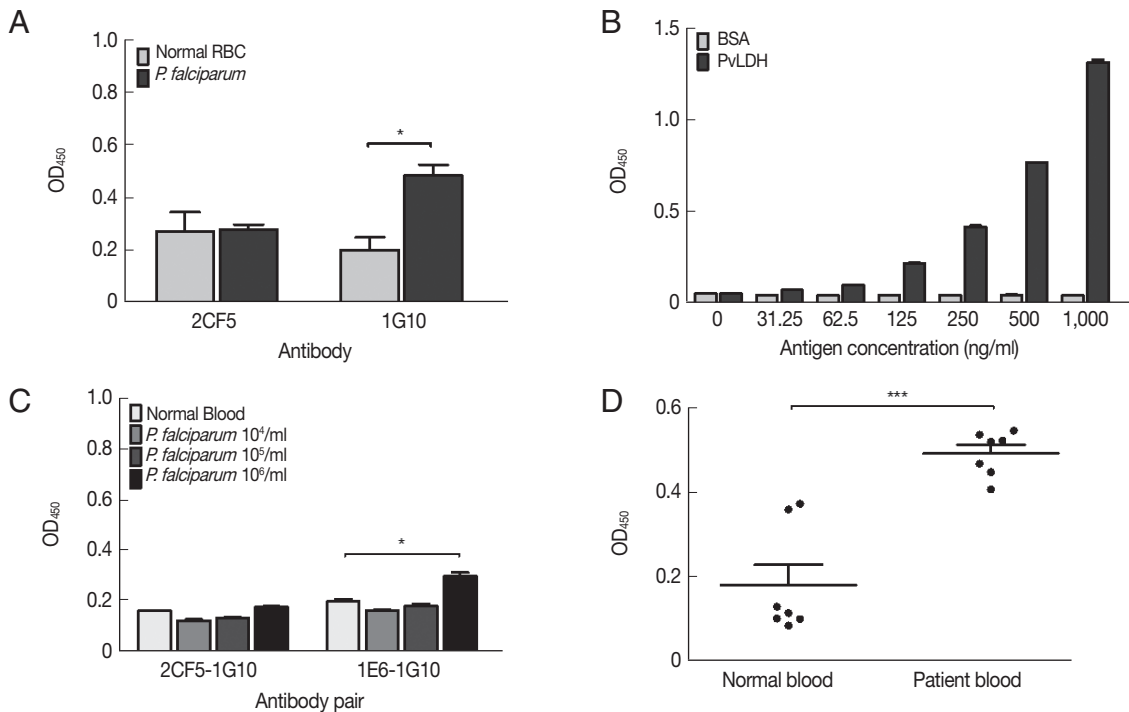 A
1.0
0.8
0.6
0.4
0.2
0
OD450
Normal RBC
P. falciparum
*
2CF5 1G10
Antibody
B
1.5
1.0
0.5
0
OD450
BSA
PvLDH
0 31.25 62.5 125 250 500 1,000
Antigen concentration (ng/ml)
C
1.0
0.8
0.6
0.4
0.2
0
OD450
Normal Blood
P. falciparum 10⁴/ml
P. falciparum 10⁵/ml
P. falciparum 10⁶/ml
*
2CF5-1G10 1E6-1G10
Antibody pair
D
0.6
0.4
0.2
0
OD450
***
Normal blood Patient blood